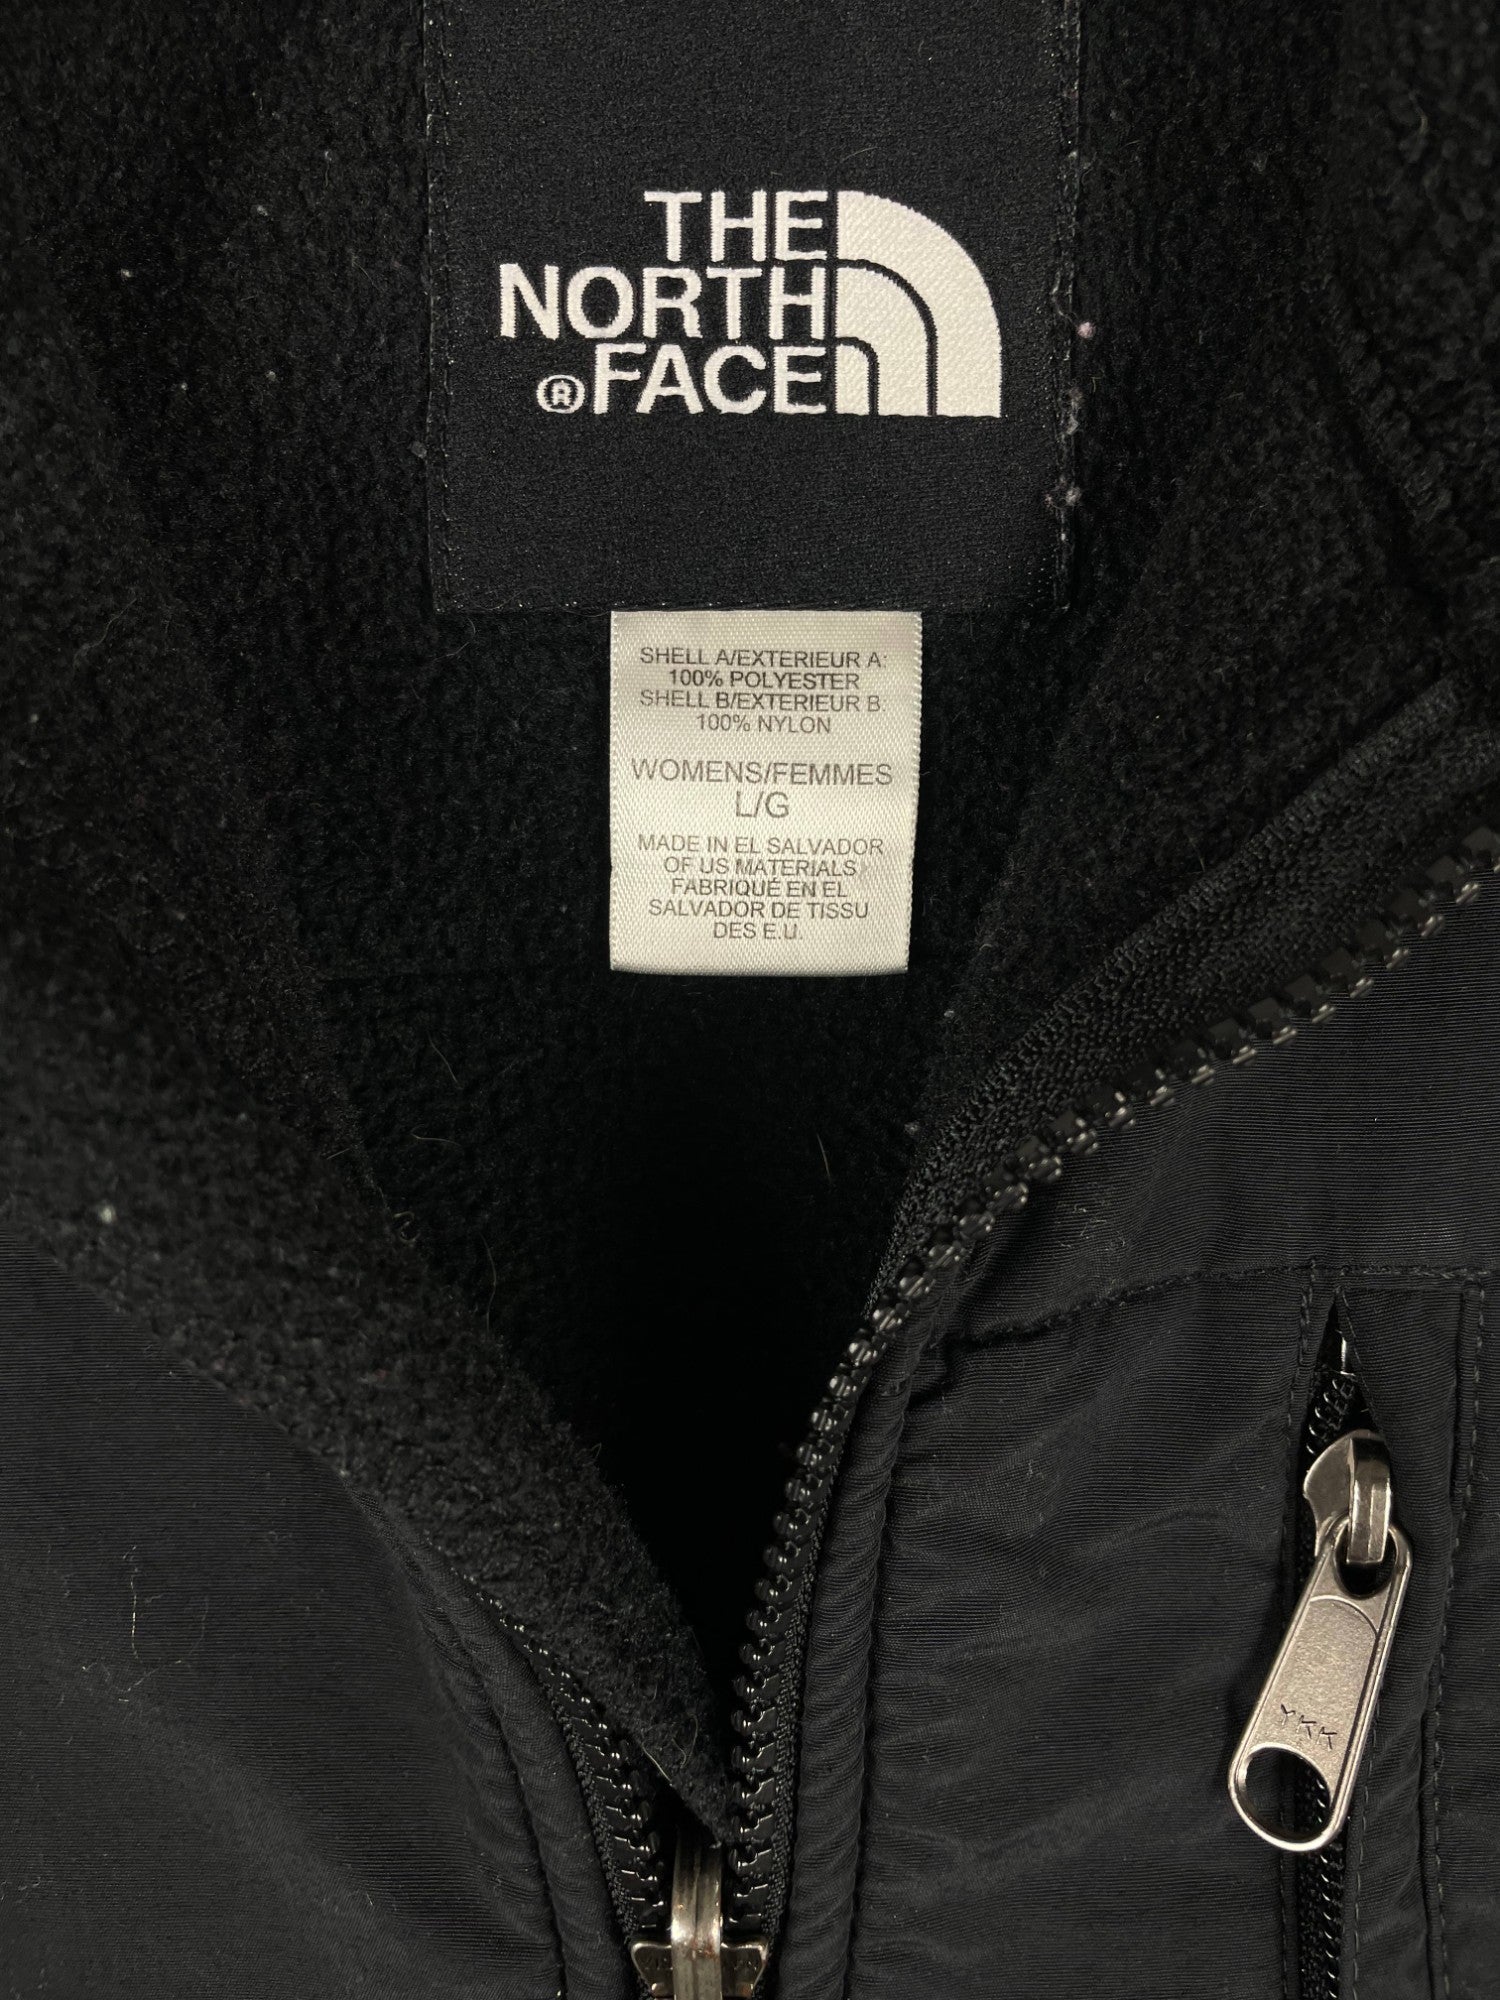 THE
NORTH
®FACE
SHELL A/EXTERIEUR A:
100% POLYESTER
SHELL B/EXTERIEUR B:
100% NYLON
WOMENS/FEMMES
L/G
MADE IN EL SALVADOR
OF US MATERIALS
FABRIQUÉ EN EL
SALVADOR DE TISSU
DES E.U.
YKK